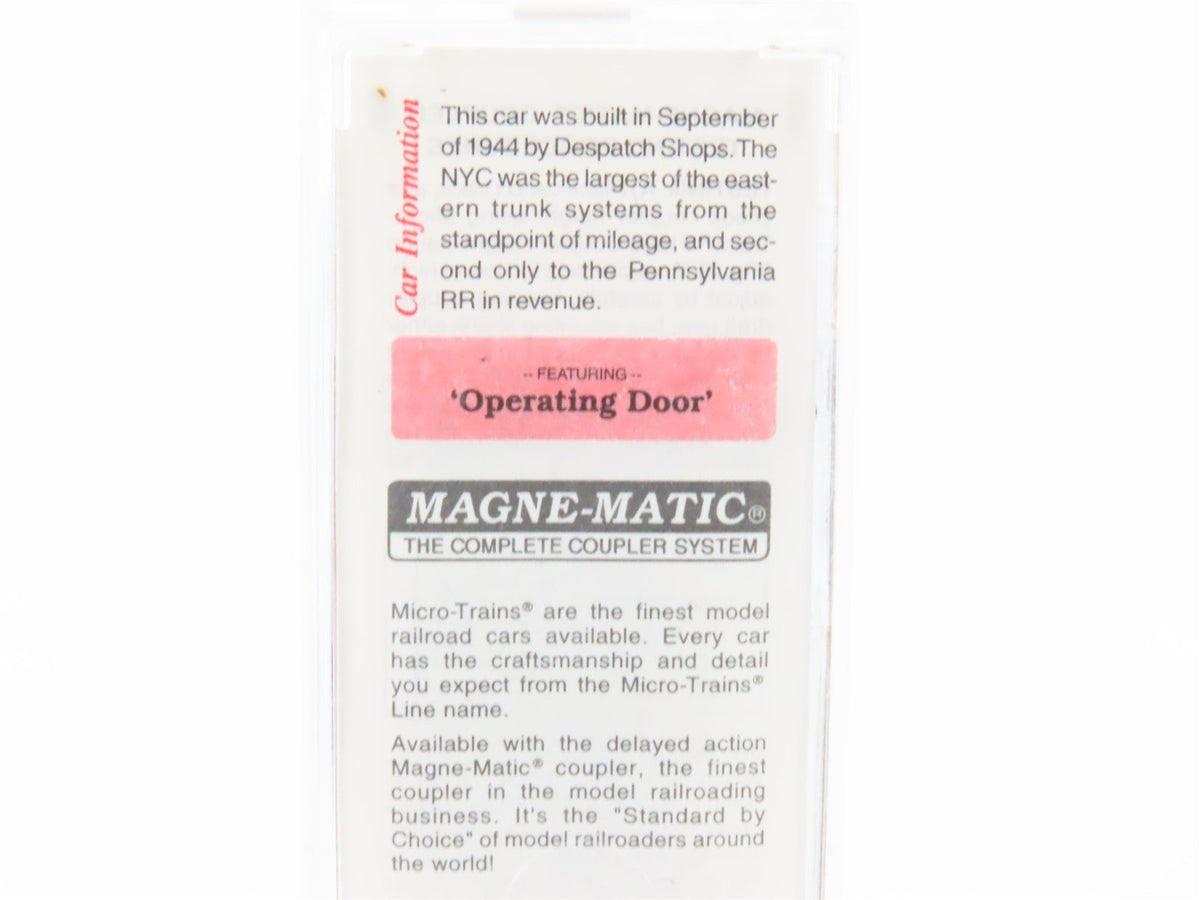 Car Information
This car was built in September
of 1944 by Despatch Shops. The
NYC was the largest of the east-
ern trunk systems from the
standpoint of mileage, and sec-
ond only to the Pennsylvania
RR in revenue.
-- FEATURING --
‘Operating Door’
MAGNE-MATIC®
THE COMPLETE COUPLER SYSTEM
Micro-Trains® are the finest model
railroad cars available. Every car
has the craftsmanship and detail
you expect from the Micro-Trains®
Line name.
Available with the delayed action
Magne-Matic® coupler, the finest
coupler in the model railroading
business. It's the "Standard by
Choice" of model railroaders around
the world!